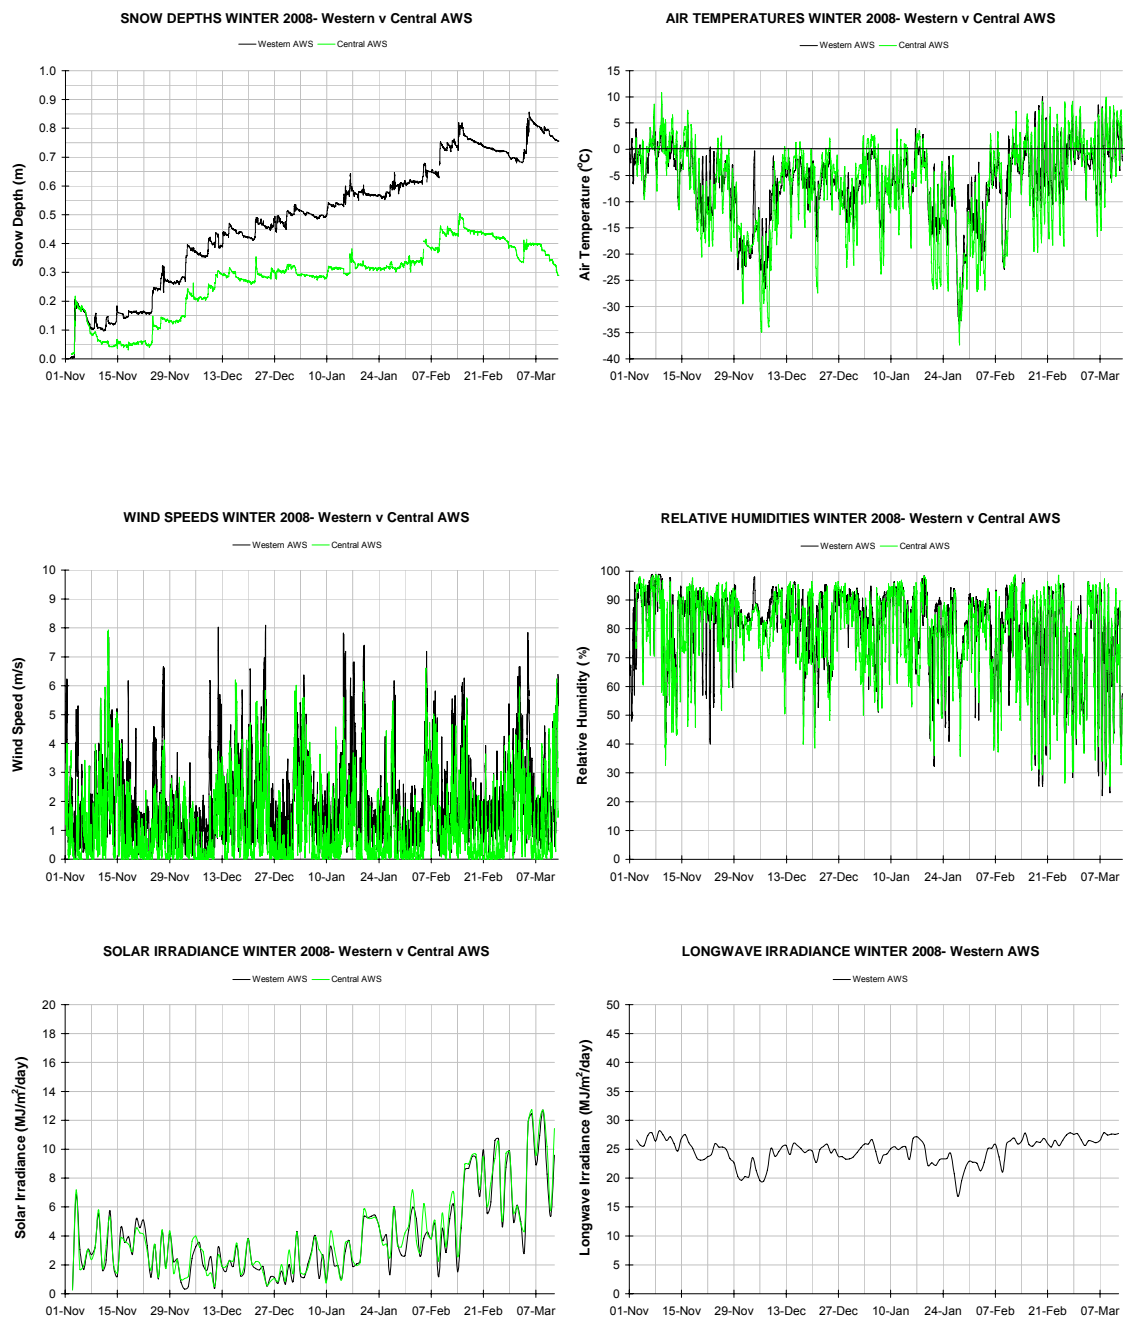 SNOW DEPTHS WINTER 2008- Western v Central AWS
Western AWS Central AWS
Snow Depth (m)
1.0
0.9
0.8
0.7
0.6
0.5
0.4
0.3
0.2
0.1
0.0
01-Nov 15-Nov 29-Nov 13-Dec 27-Dec 10-Jan 24-Jan 07-Feb 21-Feb 07-Mar
AIR TEMPERATURES WINTER 2008- Western v Central AWS
Western AWS Central AWS
Air Temperature (°C)
15
10
5
0
-5
-10
-15
-20
-25
-30
-35
-40
01-Nov 15-Nov 29-Nov 13-Dec 27-Dec 10-Jan 24-Jan 07-Feb 21-Feb 07-Mar
WIND SPEEDS WINTER 2008- Western v Central AWS
Western AWS Central AWS
Wind Speed (m/s)
10
9
8
7
6
5
4
3
2
1
0
01-Nov 15-Nov 29-Nov 13-Dec 27-Dec 10-Jan 24-Jan 07-Feb 21-Feb 07-Mar
RELATIVE HUMIDITIES WINTER 2008- Western v Central AWS
Western AWS Central AWS
Relative Humidity (%)
100
90
80
70
60
50
40
30
20
10
0
01-Nov 15-Nov 29-Nov 13-Dec 27-Dec 10-Jan 24-Jan 07-Feb 21-Feb 07-Mar
SOLAR IRRADIANCE WINTER 2008- Western v Central AWS
Western AWS Central AWS
Solar Irradiance (MJ/m²/day)
20
18
16
14
12
10
8
6
4
2
0
01-Nov 15-Nov 29-Nov 13-Dec 27-Dec 10-Jan 24-Jan 07-Feb 21-Feb 07-Mar
LONGWAVE IRRADIANCE WINTER 2008- Western AWS
Western AWS
Longwave Irradiance (MJ/m²/day)
50
45
40
35
30
25
20
15
10
5
0
01-Nov 15-Nov 29-Nov 13-Dec 27-Dec 10-Jan 24-Jan 07-Feb 21-Feb 07-Mar